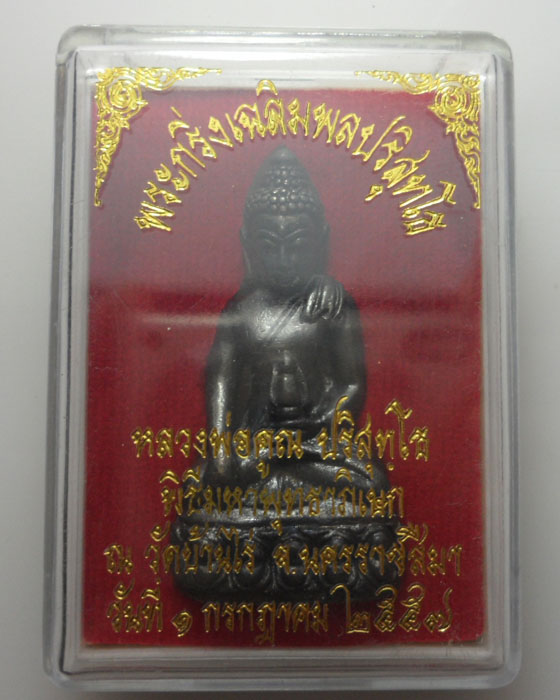 พระกริ่งเฉลิมพลปริสุทโธ
หลวงพ่อคูณ ปริสุทฺโธ
พิธีมหาพุทธาภิเษก
ณ วัดบ้านไร่ จ.นครราชสีมา
วันที่ ๑ กรกฎาคม ๒๕๕๗